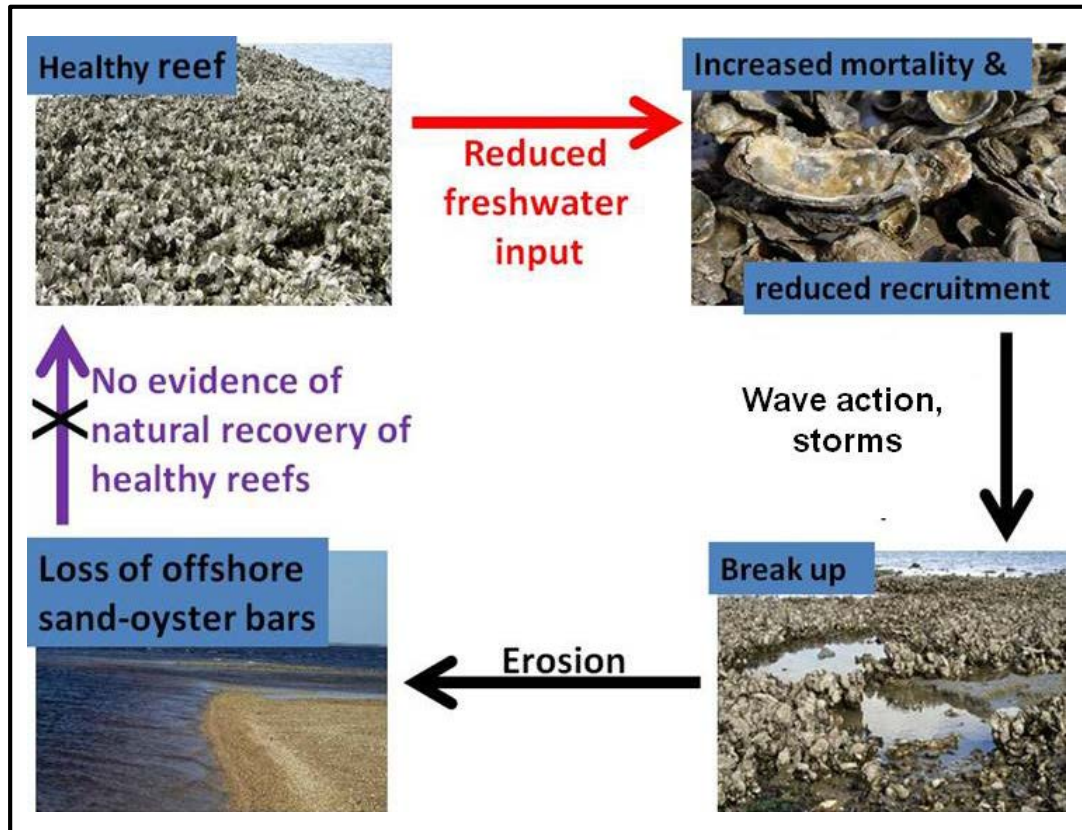 Healthy reef
Reduced
freshwater
input
Increased mortality &
reduced recruitment
Wave action,
storms
Break up
Erosion
Loss of offshore
sand-oyster bars
No evidence of
natural recovery of
healthy reefs